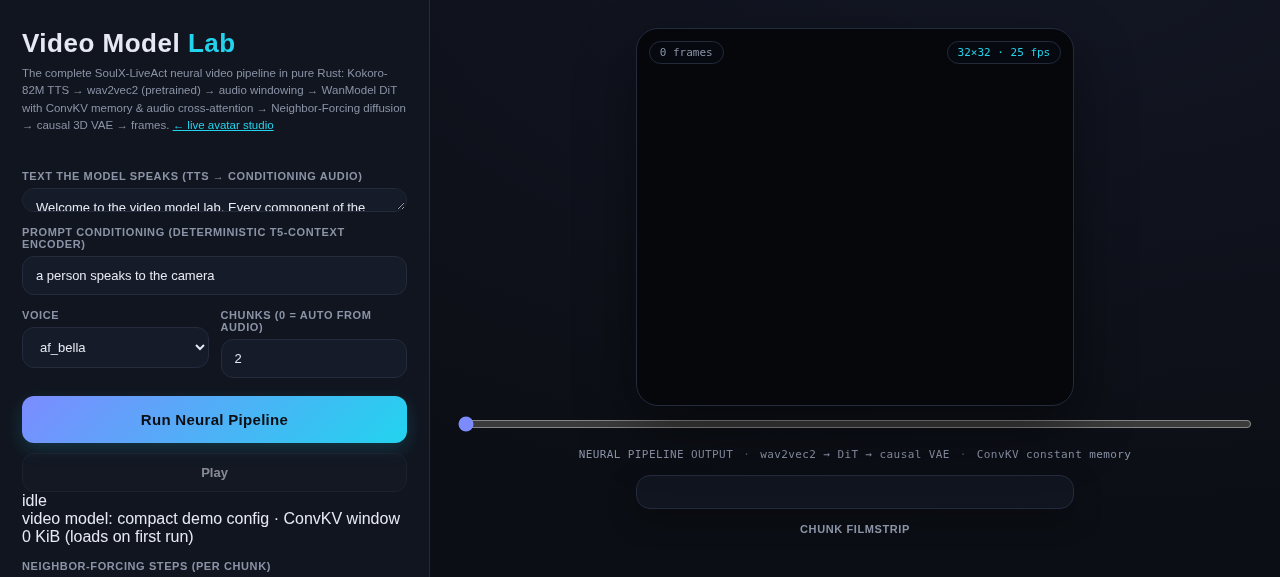 Video Model Lab
The complete SoulX-LiveAct neural video pipeline in pure Rust: Kokoro-
82M TTS → wav2vec2 (pretrained) → audio windowing → WanModel DiT
with ConvKV memory & audio cross-attention → Neighbor-Forcing diffusion
→ causal 3D VAE → frames. ← live avatar studio
TEXT THE MODEL SPEAKS (TTS → CONDITIONING AUDIO)
Welcome to the video model lab. Every component of the
PROMPT CONDITIONING (DETERMINISTIC T5-CONTEXT
ENCODER)
a person speaks to the camera
VOICE
af_bella
CHUNKS (0 = AUTO FROM
AUDIO)
2
Run Neural Pipeline
Play
idle
video model: compact demo config · ConvKV window
0 KiB (loads on first run)
NEIGHBOR-FORCING STEPS (PER CHUNK)
0 frames
32×32 · 25 fps
NEURAL PIPELINE OUTPUT · wav2vec2 → DiT → causal VAE · ConvKV constant memory
CHUNK FILMSTRIP